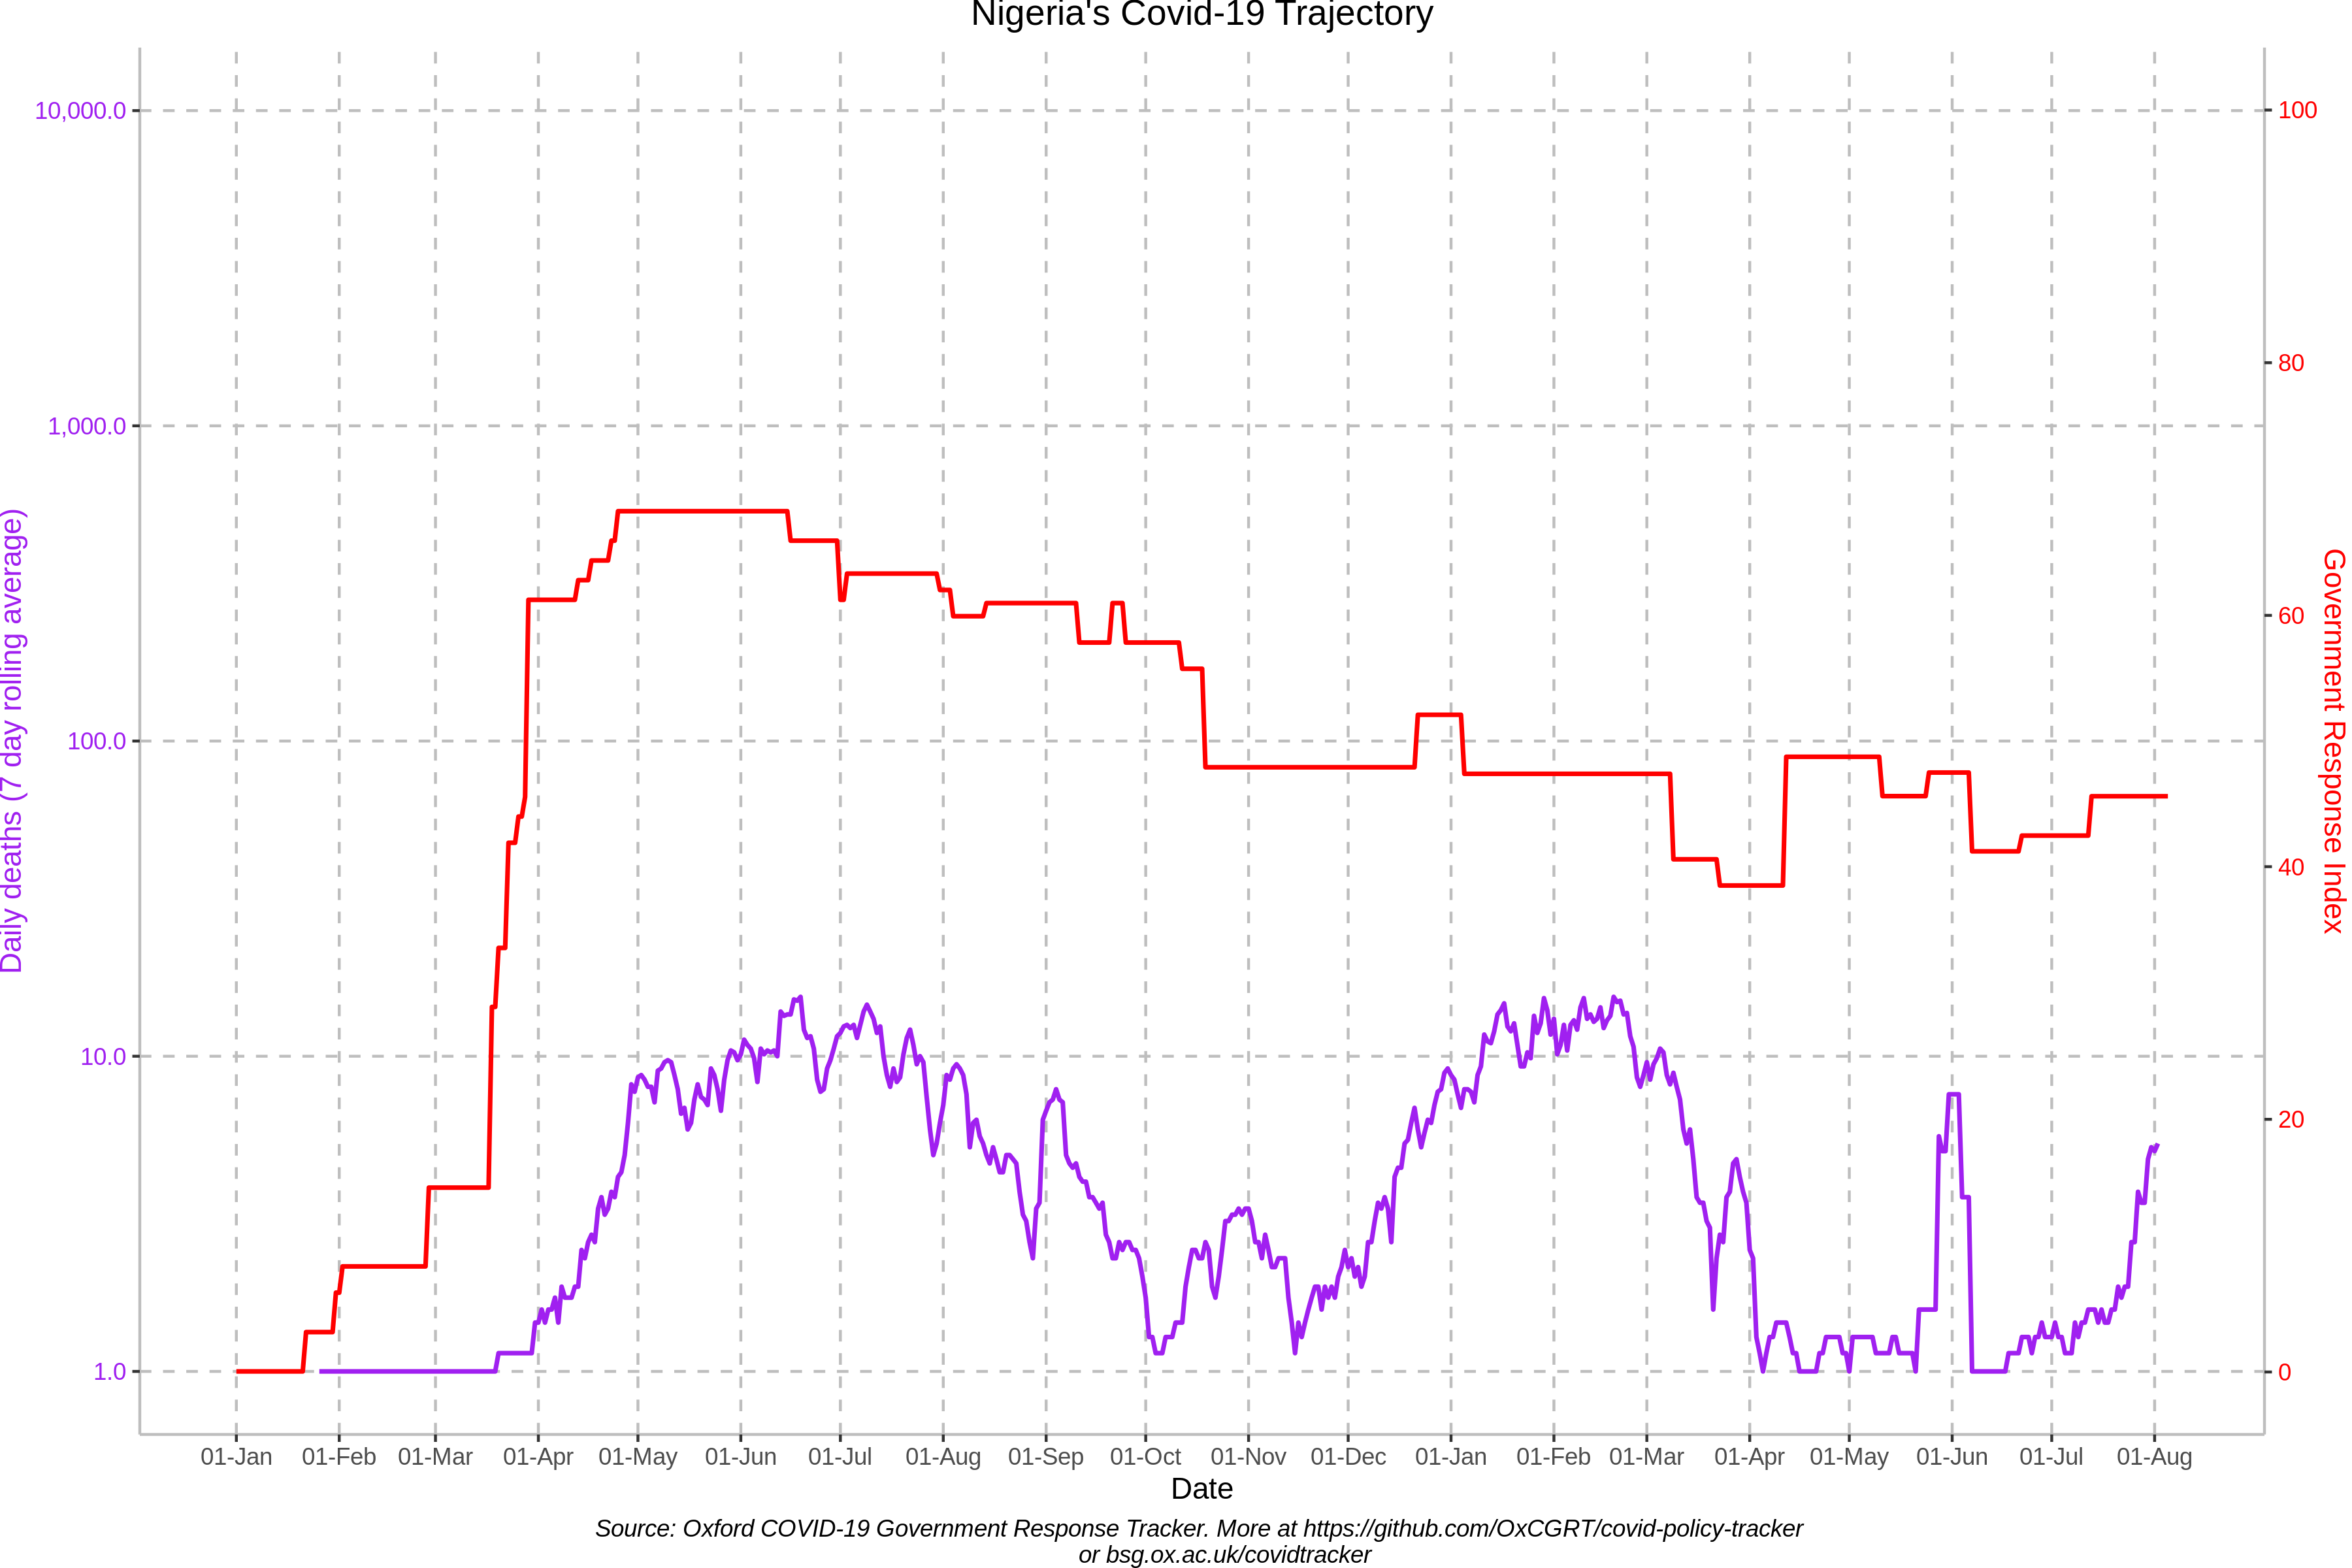 Nigeria's Covid-19 Trajectory
10,000.0
1,000.0
100.0
10.0
1.0
Daily deaths (7 day rolling average)
100
80
60
40
20
0
Government Response Index
01-Jan 01-Feb 01-Mar 01-Apr 01-May 01-Jun 01-Jul 01-Aug 01-Sep 01-Oct 01-Nov 01-Dec 01-Jan 01-Feb 01-Mar 01-Apr 01-May 01-Jun 01-Jul 01-Aug
Date
Source: Oxford COVID-19 Government Response Tracker. More at https://github.com/OxCGRT/covid-policy-tracker
or bsg.ox.ac.uk/covidtracker